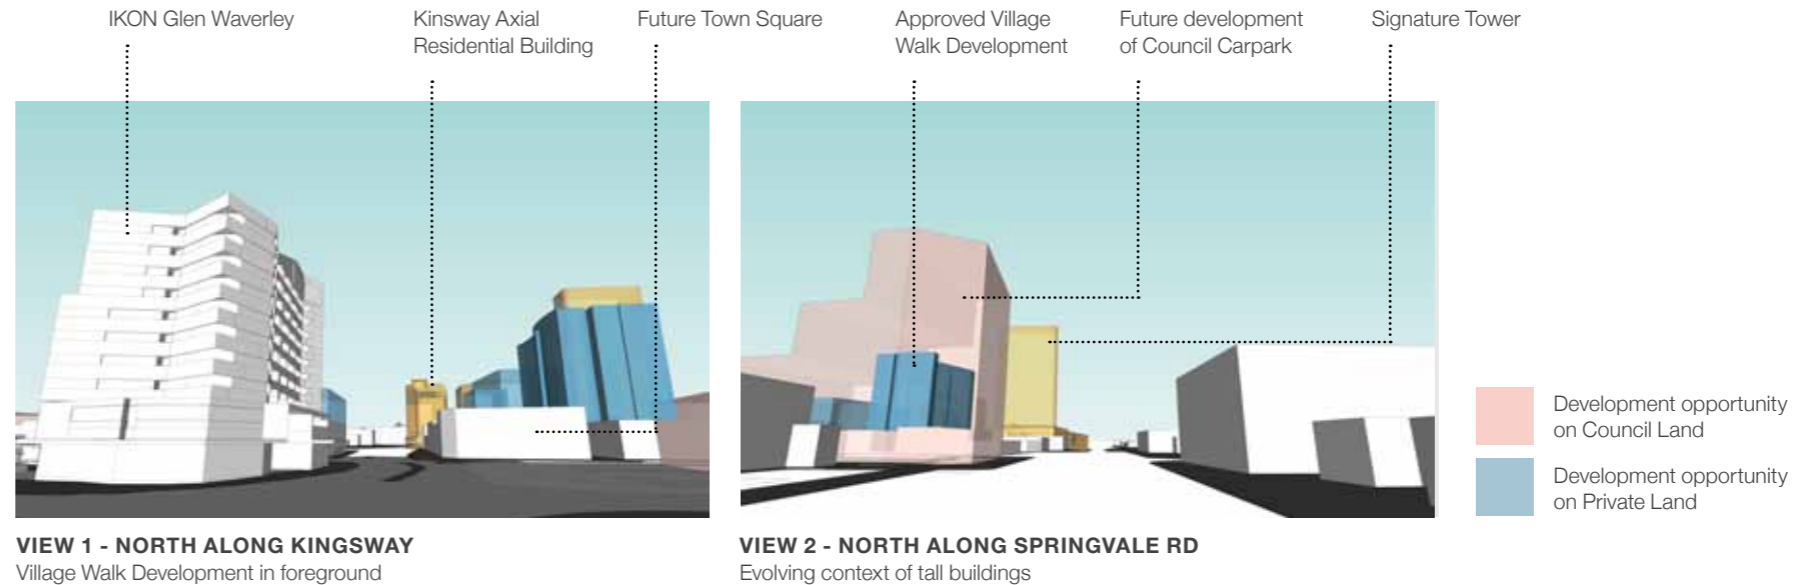 IKON Glen Waverley
Kinsway Axial
Residential Building
Future Town Square
Approved Village
Walk Development
Future development
of Council Carpark
Signature Tower
Development opportunity
on Council Land
Development opportunity
on Private Land
VIEW 1 - NORTH ALONG KINGSWAY
Village Walk Development in foreground
VIEW 2 - NORTH ALONG SPRINGVALE RD
Evolving context of tall buildings